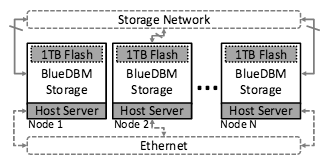 Storage Network
1TB Flash 1TB Flash 1TB Flash
BlueDBM BlueDBM BlueDBM
Storage Storage ... Storage
Host Server Host Server Host Server
Node 1 Node 2 Node N
Ethernet